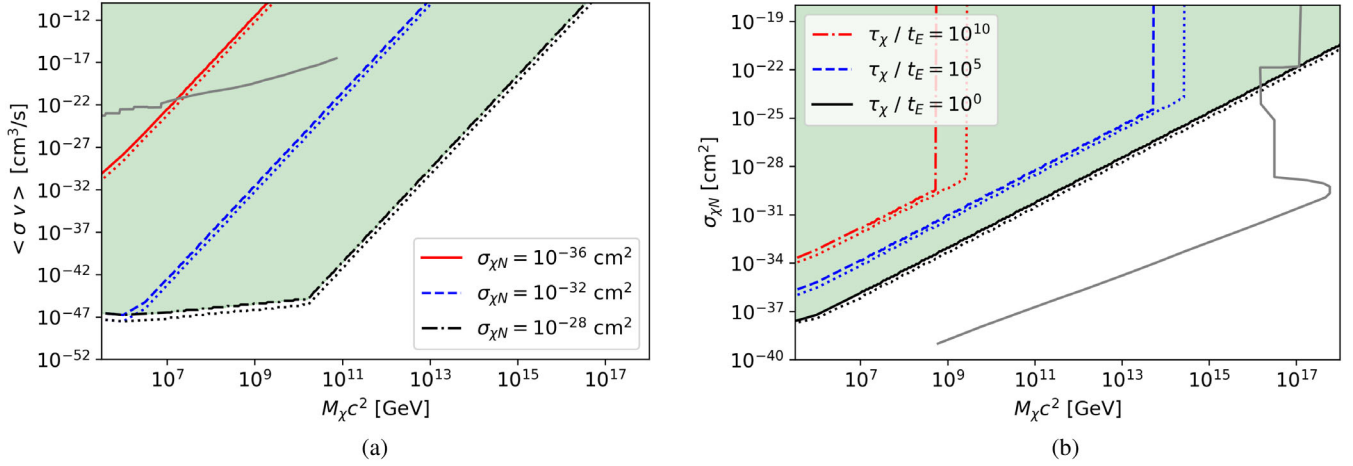 10^−12
10^−17
10^−22
10^−27
10^−32
10^−37
10^−42
10^−47
10^−52
< σ v > [cm^3/s]
σ_χN = 10^−36 cm^2
σ_χN = 10^−32 cm^2
σ_χN = 10^−28 cm^2
10^7 10^9 10^11 10^13 10^15 10^17
M_χc^2 [GeV]
(a)
10^−19
10^−22
10^−25
10^−28
10^−31
10^−34
10^−37
10^−40
σ_χN [cm^2]
τ_χ / t_E = 10^10
τ_χ / t_E = 10^5
τ_χ / t_E = 10^0
10^7 10^9 10^11 10^13 10^15 10^17
M_χc^2 [GeV]
(b)